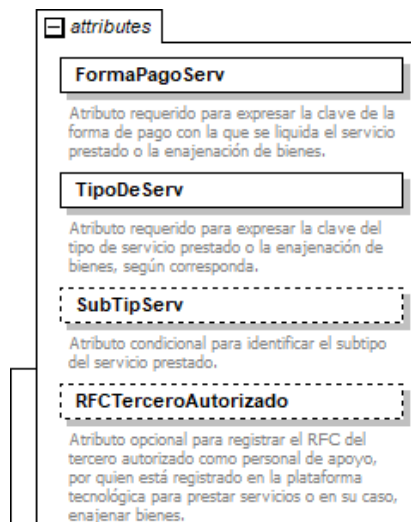 attributes
FormaPagoServ
Atributo requerido para expresar la clave de la
forma de pago con la que se liquida el servicio
prestado o la enajenación de bienes.
TipoDeServ
Atributo requerido para expresar la clave del
tipo de servicio prestado o la enajenación de
bienes, según corresponda.
SubTipServ
Atributo condicional para identificar el subtipo
del servicio prestado.
RFCTerceroAutorizado
Atributo opcional para registrar el RFC del
tercero autorizado como personal de apoyo,
por quien está registrado en la plataforma
tecnológica para prestar servicios o en su caso,
enajenar bienes.